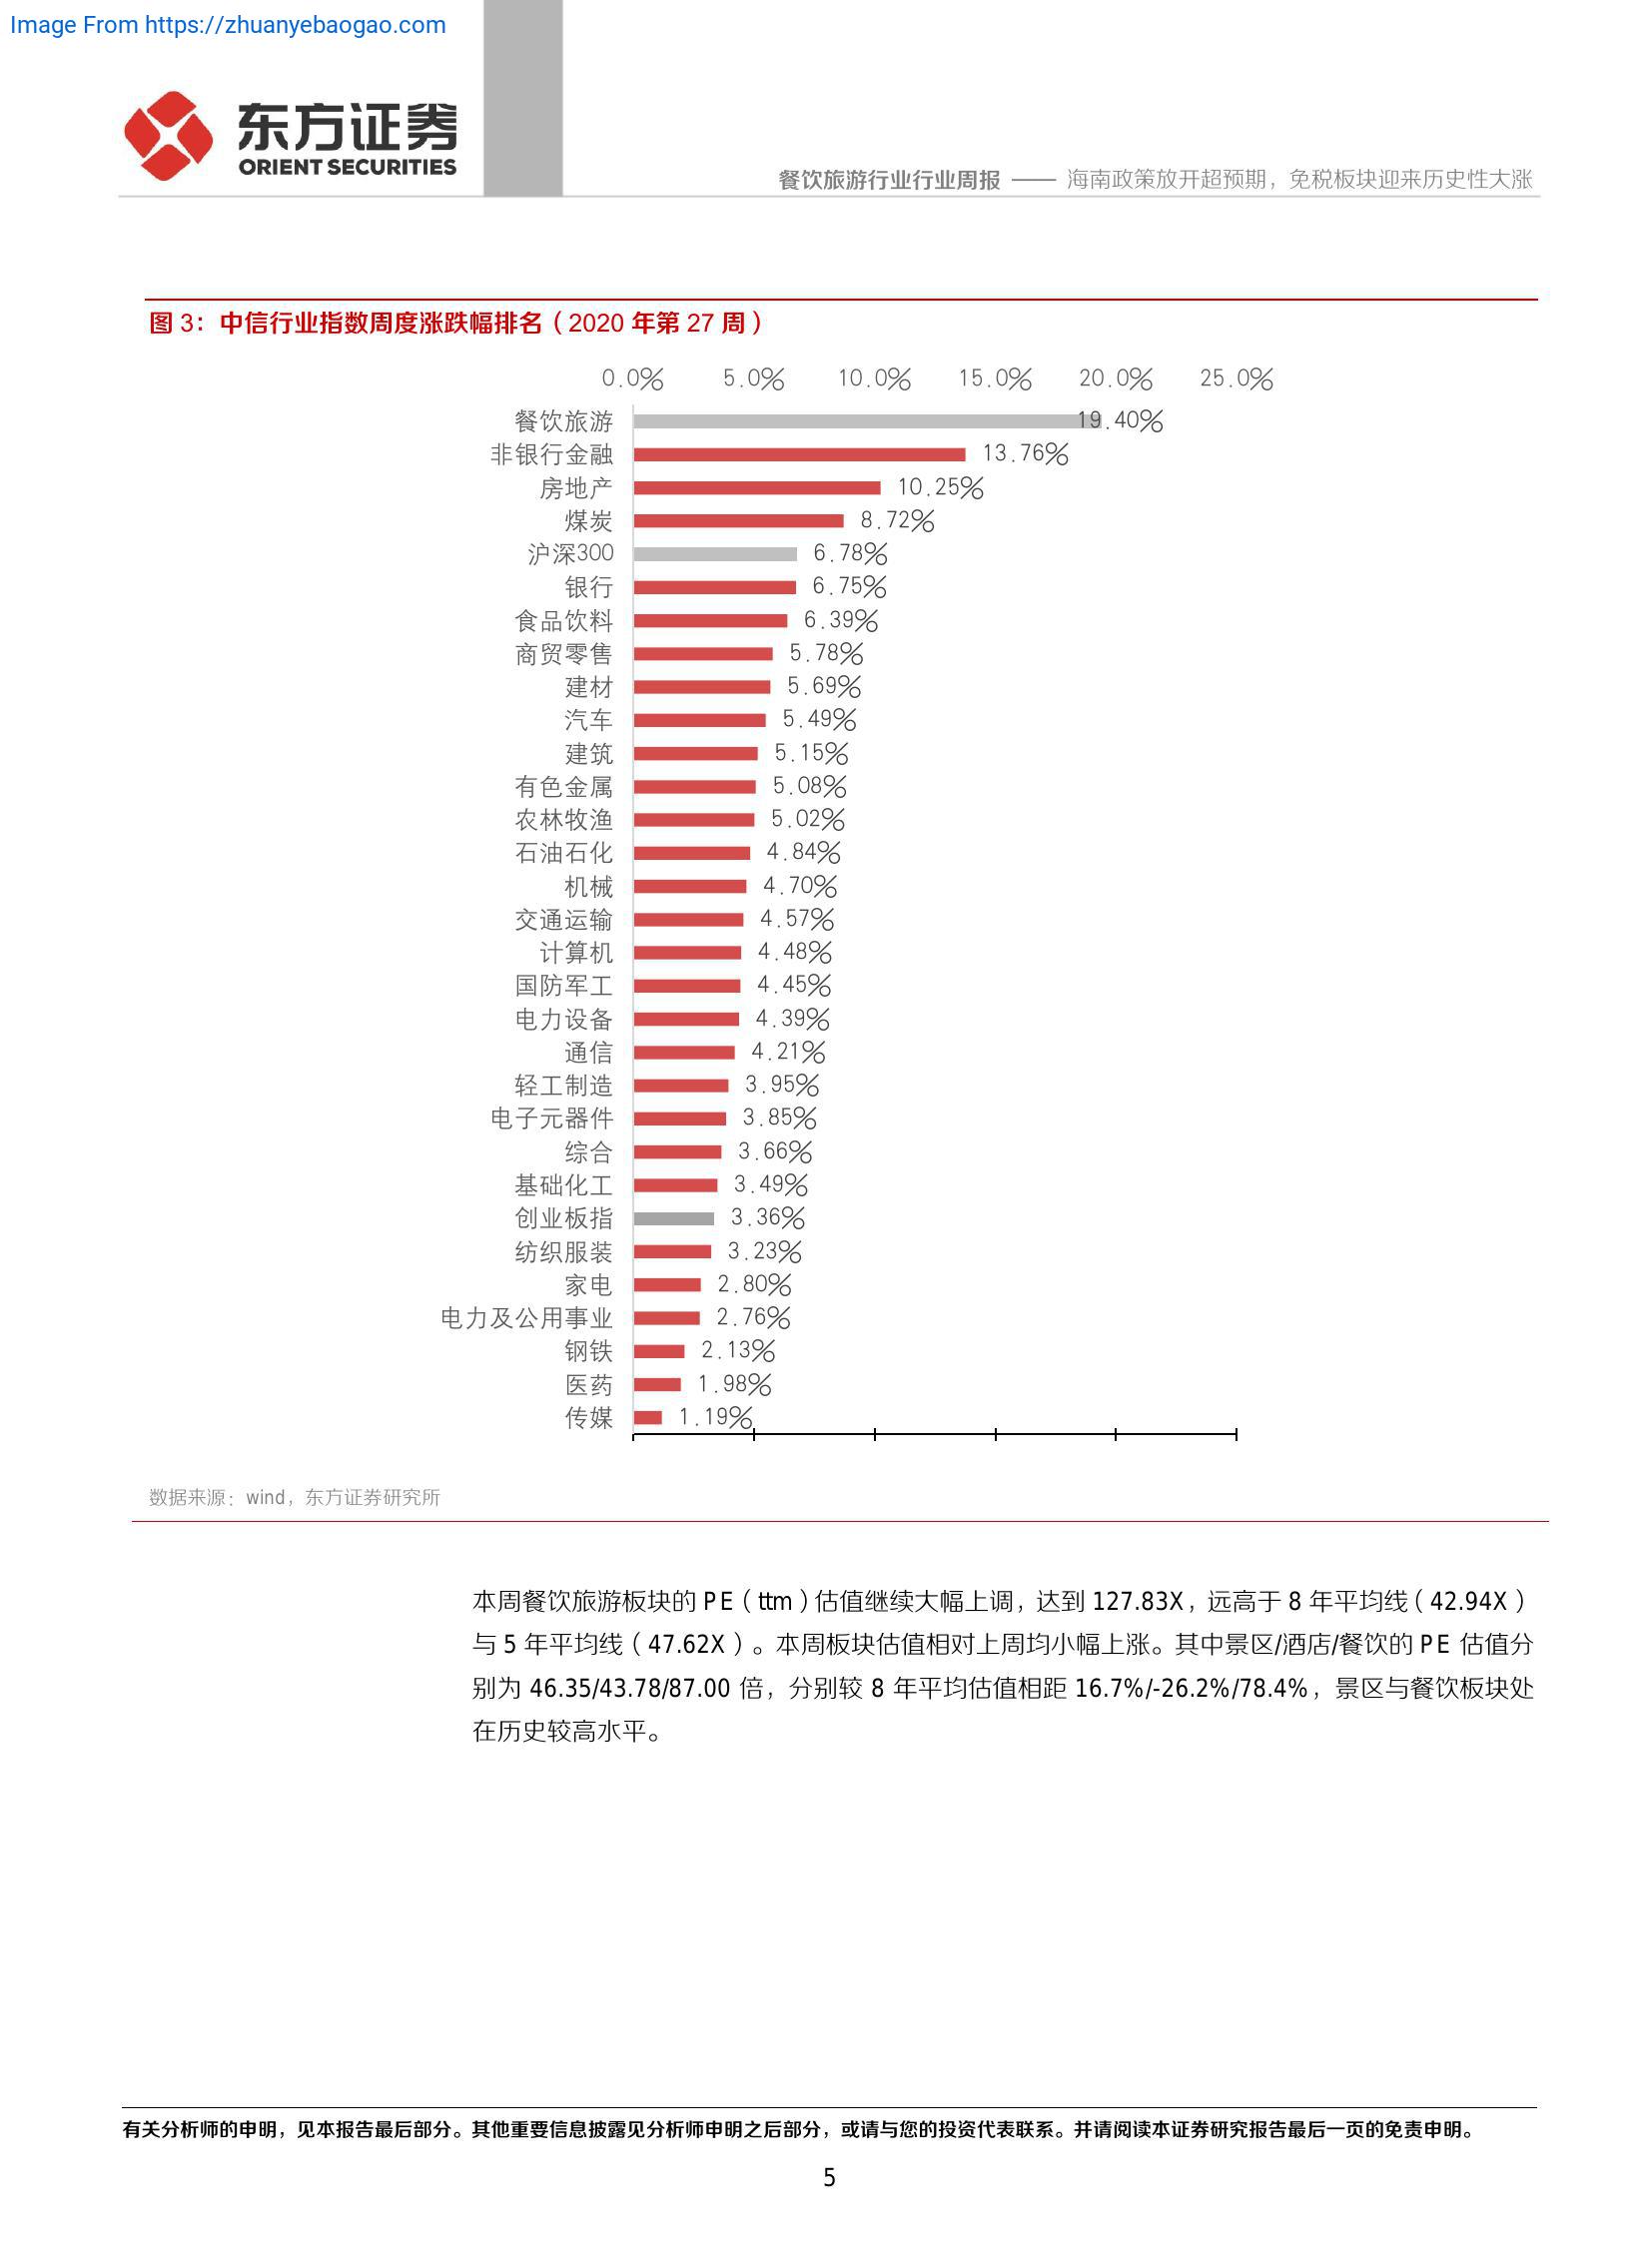 Image From https://zhuanyebaogao.com
东方证券
ORIENT SECURITIES
餐饮旅游行业行业周报 —— 海南政策放开超预期，免税板块迎来历史性大涨
图 3：中信行业指数周度涨跌幅排名（2020 年第 27 周）
0.0% 5.0% 10.0% 15.0% 20.0% 25.0%
餐饮旅游 19.40%
非银行金融 13.76%
房地产 10.25%
煤炭 8.72%
沪深300 6.78%
银行 6.75%
食品饮料 6.39%
商贸零售 5.78%
建材 5.69%
汽车 5.49%
建筑 5.15%
有色金属 5.08%
农林牧渔 5.02%
石油石化 4.84%
机械 4.70%
交通运输 4.57%
计算机 4.48%
国防军工 4.45%
电力设备 4.39%
通信 4.21%
轻工制造 3.95%
电子元器件 3.85%
综合 3.66%
基础化工 3.49%
创业板指 3.36%
纺织服装 3.23%
家电 2.80%
电力及公用事业 2.76%
钢铁 2.13%
医药 1.98%
传媒 1.19%
数据来源：wind，东方证券研究所
本周餐饮旅游板块的 PE（ttm）估值继续大幅上调，达到 127.83X，远高于 8 年平均线（42.94X）
与 5 年平均线（47.62X）。本周板块估值相对上周均小幅上涨。其中景区/酒店/餐饮的 PE 估值分
别为 46.35/43.78/87.00 倍，分别较 8 年平均估值相距 16.7%/-26.2%/78.4%，景区与餐饮板块处
在历史较高水平。
有关分析师的申明，见本报告最后部分。其他重要信息披露见分析师申明之后部分，或请与您的投资代表联系。并请阅读本证券研究报告最后一页的免责申明。
5